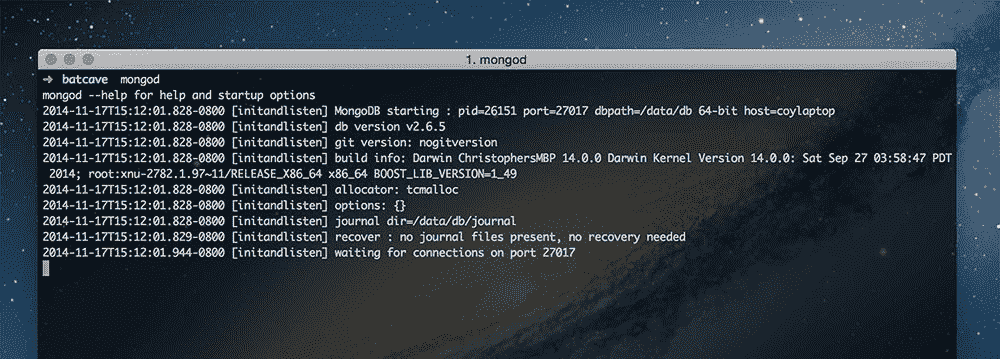 1. mongod
➜ batcave mongod
mongod --help for help and startup options
2014-11-17T15:12:01.828-0800 [initandlisten] MongoDB starting : pid=26151 port=27017 dbpath=/data/db 64-bit host=coylaptop
2014-11-17T15:12:01.828-0800 [initandlisten] db version v2.6.5
2014-11-17T15:12:01.828-0800 [initandlisten] git version: nogitversion
2014-11-17T15:12:01.828-0800 [initandlisten] build info: Darwin ChristophersMBP 14.0.0 Darwin Kernel Version 14.0.0: Sat Sep 27 03:58:47 PDT
2014; root:xnu-2782.1.97~11/RELEASE_X86_64 x86_64 BOOST_LIB_VERSION=1_49
2014-11-17T15:12:01.828-0800 [initandlisten] allocator: tcmalloc
2014-11-17T15:12:01.828-0800 [initandlisten] options: {}
2014-11-17T15:12:01.828-0800 [initandlisten] journal dir=/data/db/journal
2014-11-17T15:12:01.829-0800 [initandlisten] recover : no journal files present, no recovery needed
2014-11-17T15:12:01.944-0800 [initandlisten] waiting for connections on port 27017